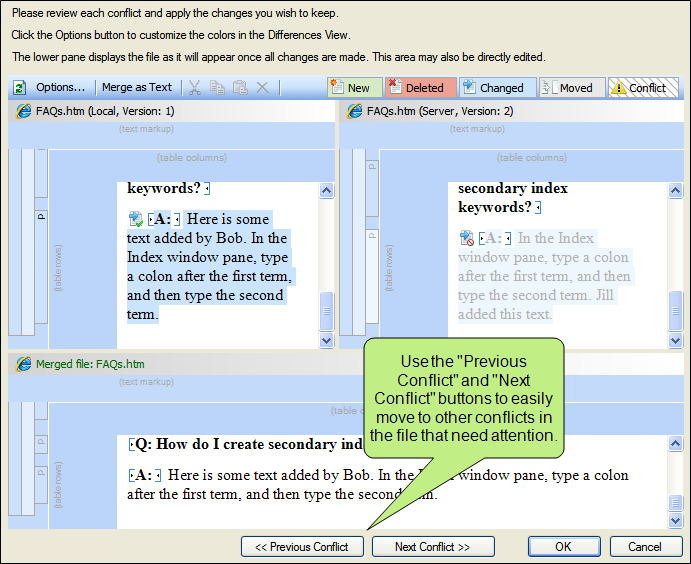 Please review each conflict and apply the changes you wish to keep.
Click the Options button to customize the colors in the Differences View.
The lower pane displays the file as it will appear once all changes are made. This area may also be directly edited.
Options... Merge as Text New Deleted Changed Moved Conflict
FAQs.htm (Local, Version: 1)
(text markup)
(table columns)
(table rows)
p
keywords?
A: Here is some
text added by Bob. In the
Index window pane, type
a colon after the first term,
and then type the second
term.
FAQs.htm (Server, Version: 2)
(text markup)
(table columns)
(table rows)
p
p
secondary index
keywords?
A: In the Index
window pane, type a colon
after the first term, and then
type the second term. Jill
added this text.
Merged file: FAQs.htm
(text markup)
(table col
(table rows)
p
p
Q: How do I create secondary ind
A: Here is some text added by Bob. In the I window pane, type a colon
after the first term, and then type the second m.
Use the "Previous
Conflict" and "Next
Conflict" buttons to easily
move to other conflicts in
the file that need attention.
<< Previous Conflict Next Conflict >> OK Cancel